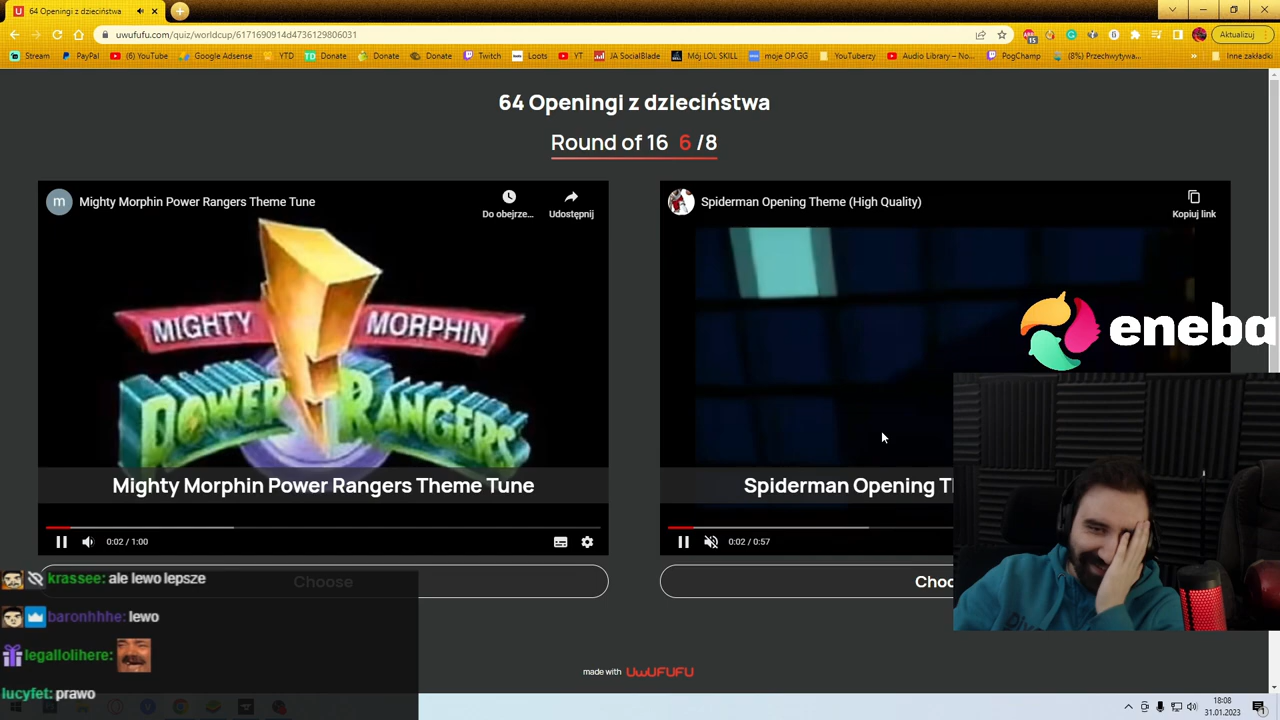 64 Openingi z dzieciństwa
uwufufu.com/quiz/worldcup/6171690914d4736129806031
Aktualizuj
Stream PayPal (6) YouTube Google Adsense YTD Donate Donate Donate Twitch Loots YT JA SocialBlade Mój LOL SKILL moje OP.GG YouTuberzy Audio Library – No... PogChamp (8%) Przechwytywa... Inne zakładki
64 Openingi z dzieciństwa
Round of 16 6 /8
m Mighty Morphin Power Rangers Theme Tune
Do obejrze... Udostępnij
MIGHTY MORPHIN
POWER RANGERS
Mighty Morphin Power Rangers Theme Tune
0:02 / 1:00
Choose
Spiderman Opening Theme (High Quality)
Kopiuj link
Spiderman Opening T
0:02 / 0:57
Choo
eneba
krassee: ale lewo lepsze
baronhhhe: lewo
legallolihere:
lucyfet: prawo
made with UWUFUFU
18:08
31.01.2023